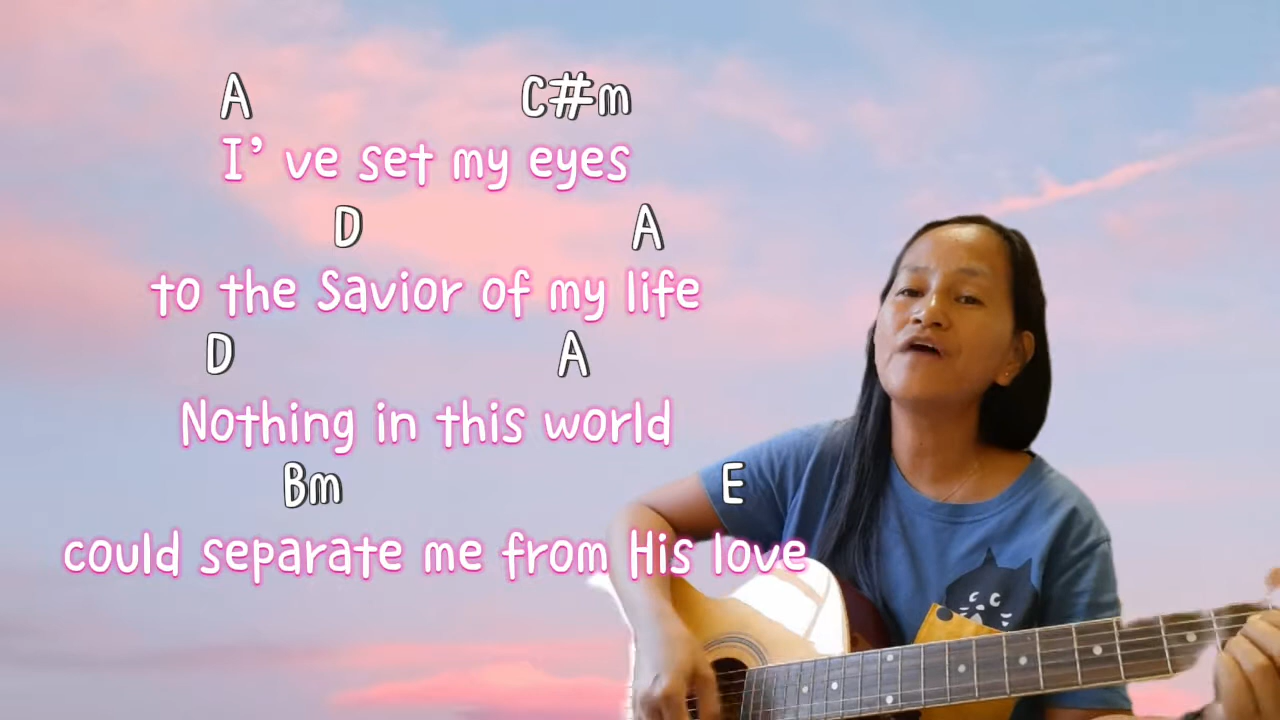 A C#m
I' ve set my eyes
D A
to the Savior of my life
D A
Nothing in this world
Bm E
could separate me from His love